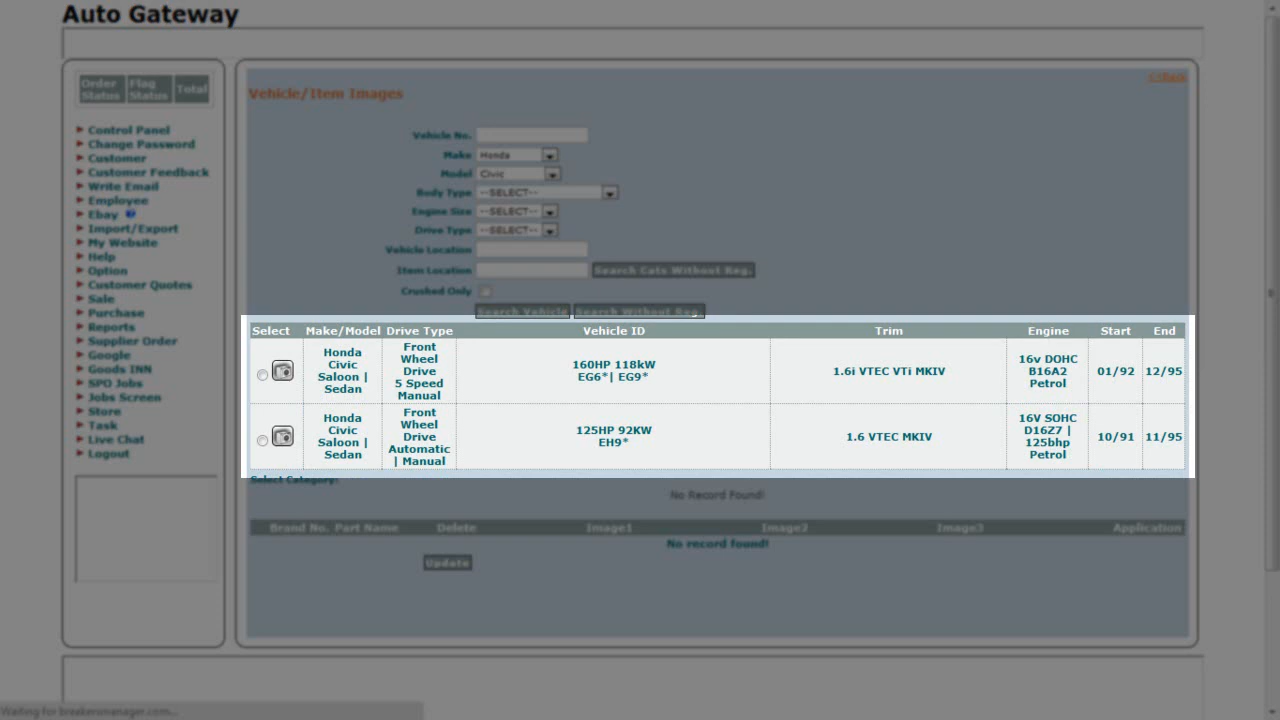 Auto Gateway
Order Status Flag Status Total
Control Panel
Change Password
Customer
Customer Feedback
Write Email
Employee
Ebay ?
Import/Export
My Website
Help
Option
Customer Quotes
Sale
Purchase
Reports
Supplier Order
Google
Goods INN
SPO Jobs
Jobs Screen
Store
Task
Live Chat
Logout
<<Back
Vehicle/Item Images
Vehicle No.
Make Honda
Model Civic
Body Type --SELECT--
Engine Size --SELECT--
Drive Type --SELECT--
Vehicle Location
Item Location Search Cats Without Reg.
Crushed Only
Search Vehicle Search Without Reg.
Select Make/Model Drive Type Vehicle ID Trim Engine Start End
Honda Civic Saloon | Sedan
Front Wheel Drive 5 Speed Manual
160HP 118kW EG6*| EG9*
1.6i VTEC VTi MKIV
16v DOHC B16A2 Petrol
01/92 12/95
Honda Civic Saloon | Sedan
Front Wheel Drive Automatic | Manual
125HP 92KW EH9*
1.6 VTEC MKIV
16V SOHC D16Z7 | 125bhp Petrol
10/91 11/95
Select Category:
No Record Found!
Brand No. Part Name Delete Image1 Image2 Image3 Application
No record found!
Update
Waiting for breakersmanager.com...